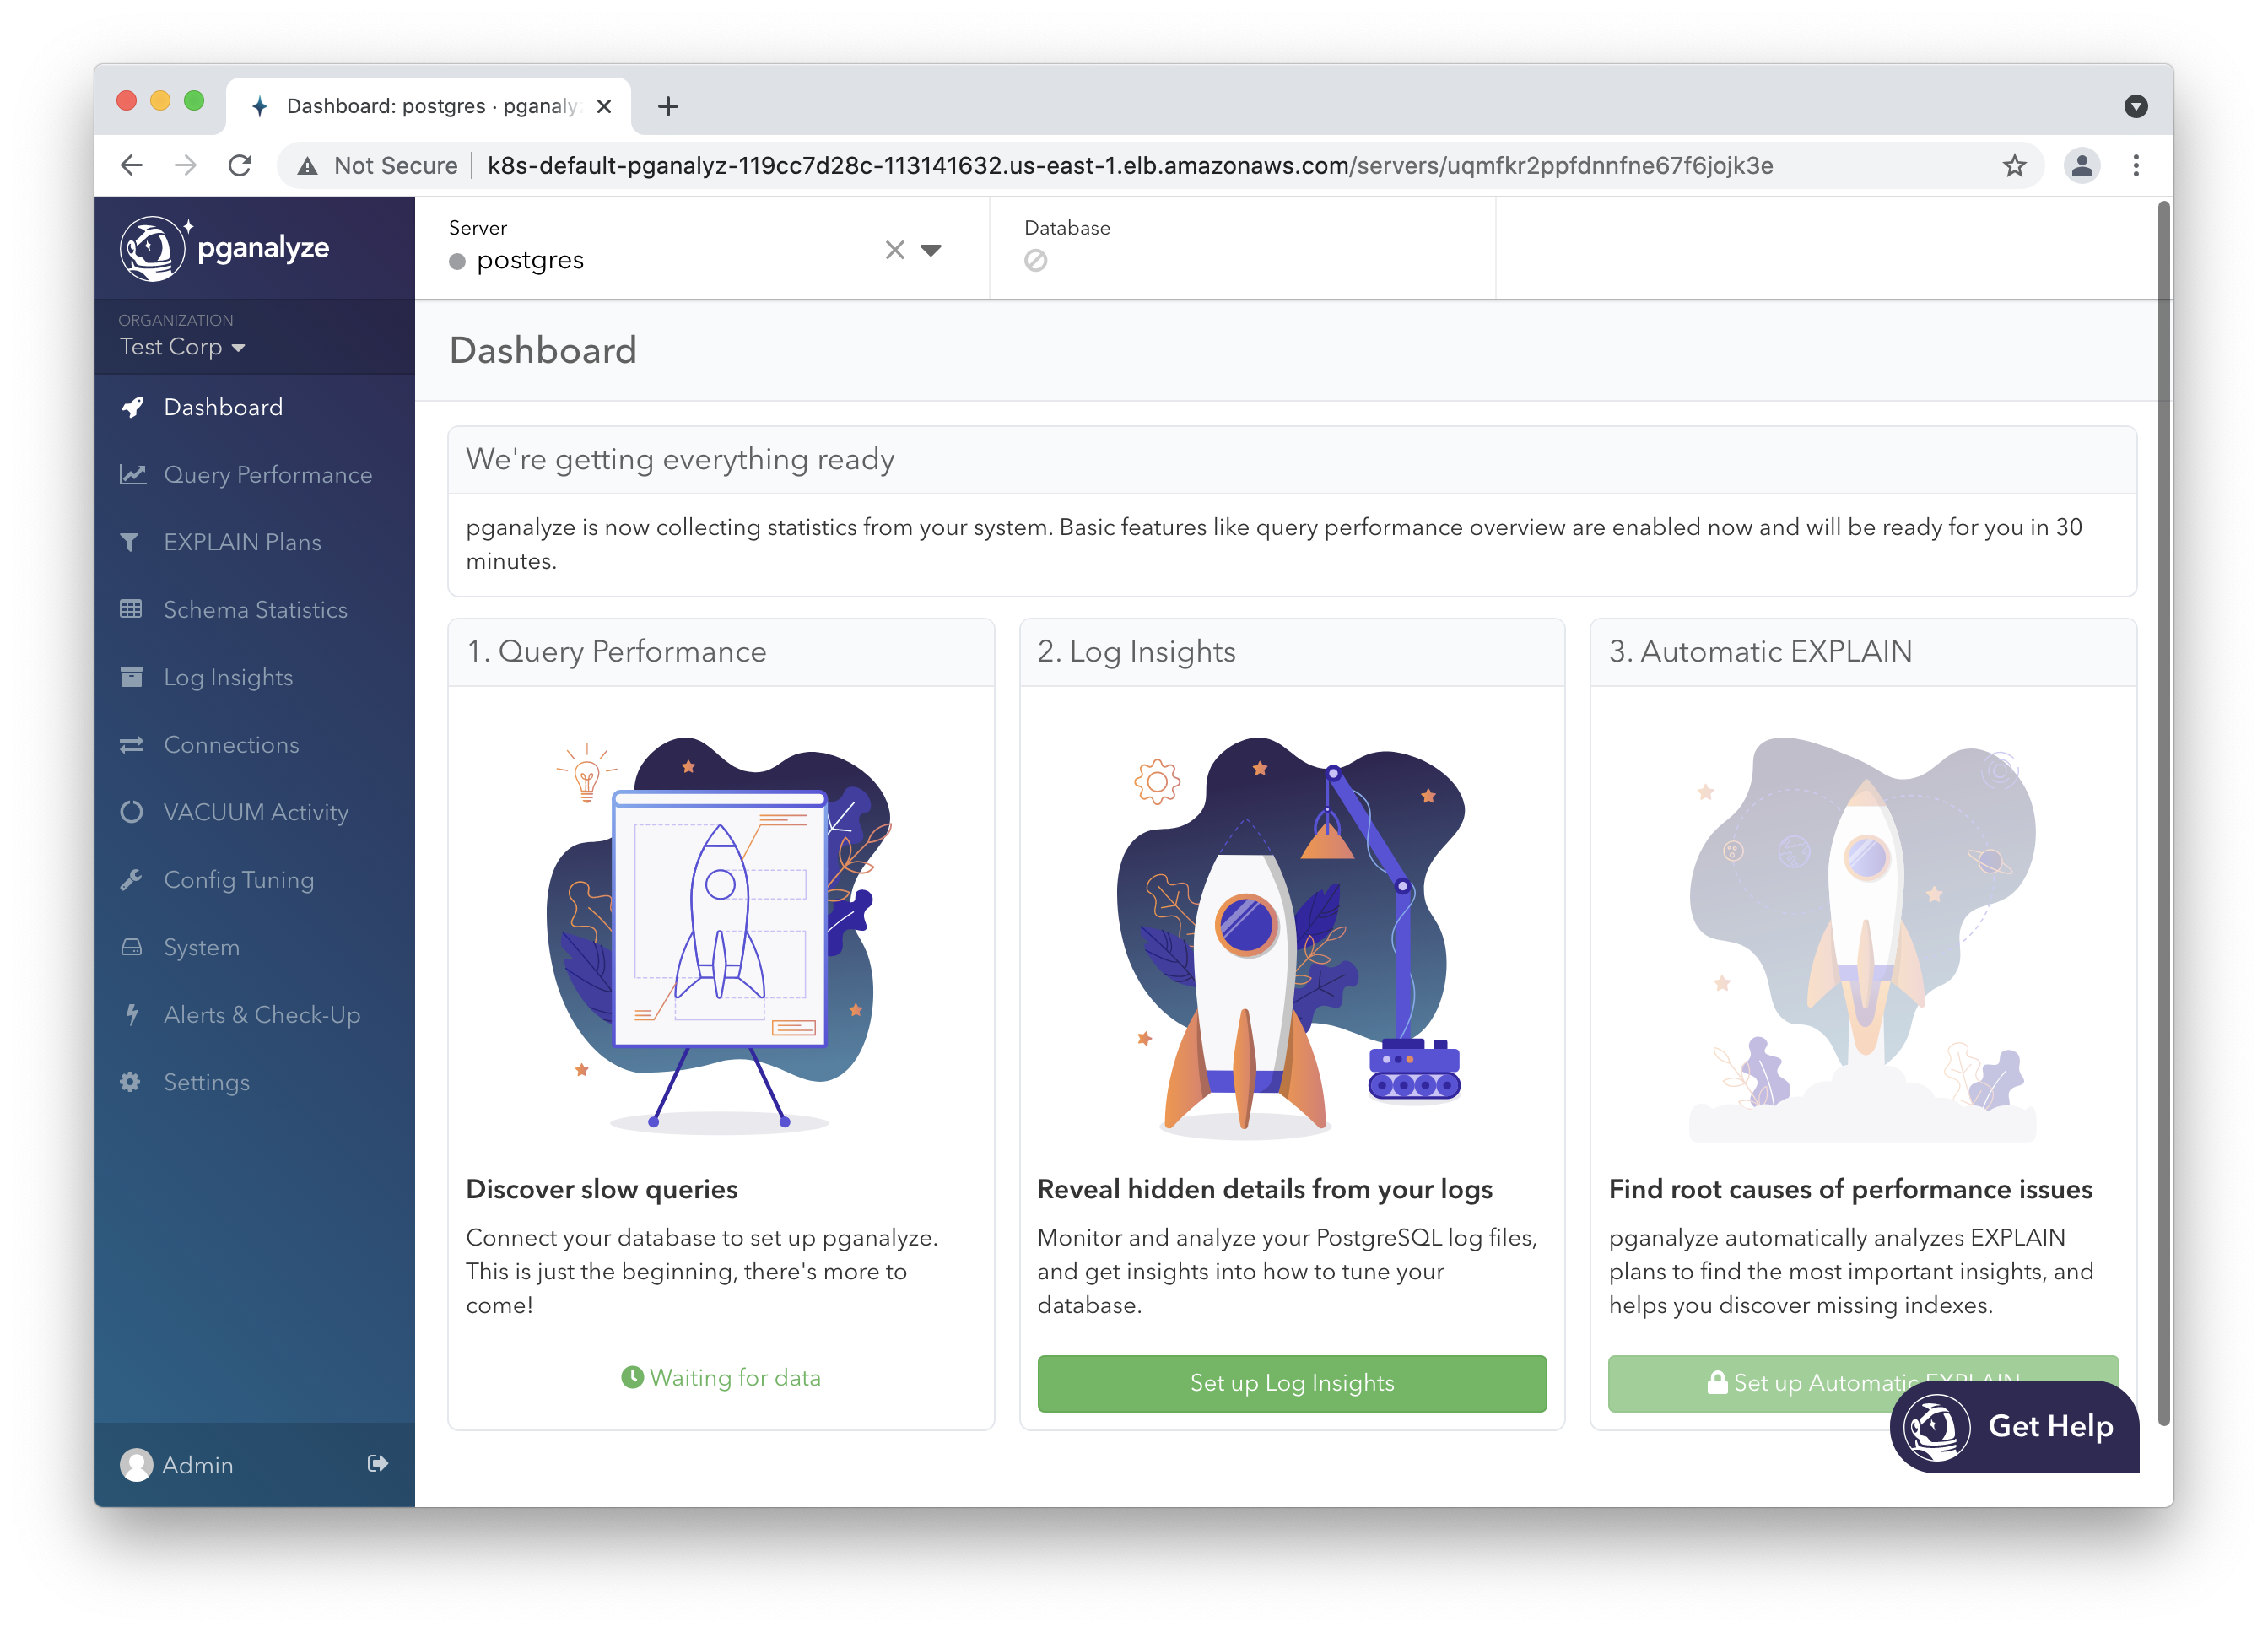 Dashboard: postgres · pganaly
Not Secure
k8s-default-pganalyz-119cc7d28c-113141632.us-east-1.elb.amazonaws.com/servers/uqmfkr2ppfdnnfne67f6jojk3e
pganalyze
ORGANIZATION
Test Corp
Dashboard
Query Performance
EXPLAIN Plans
Schema Statistics
Log Insights
Connections
VACUUM Activity
Config Tuning
System
Alerts & Check-Up
Settings
Admin
Server
postgres
Database
Dashboard
We're getting everything ready
pganalyze is now collecting statistics from your system. Basic features like query performance overview are enabled now and will be ready for you in 30
minutes.
1. Query Performance
Discover slow queries
Connect your database to set up pganalyze.
This is just the beginning, there's more to
come!
Waiting for data
2. Log Insights
Reveal hidden details from your logs
Monitor and analyze your PostgreSQL log files,
and get insights into how to tune your
database.
Set up Log Insights
3. Automatic EXPLAIN
Find root causes of performance issues
pganalyze automatically analyzes EXPLAIN
plans to find the most important insights, and
helps you discover missing indexes.
Set up Automatic EXPLAIN
Get Help